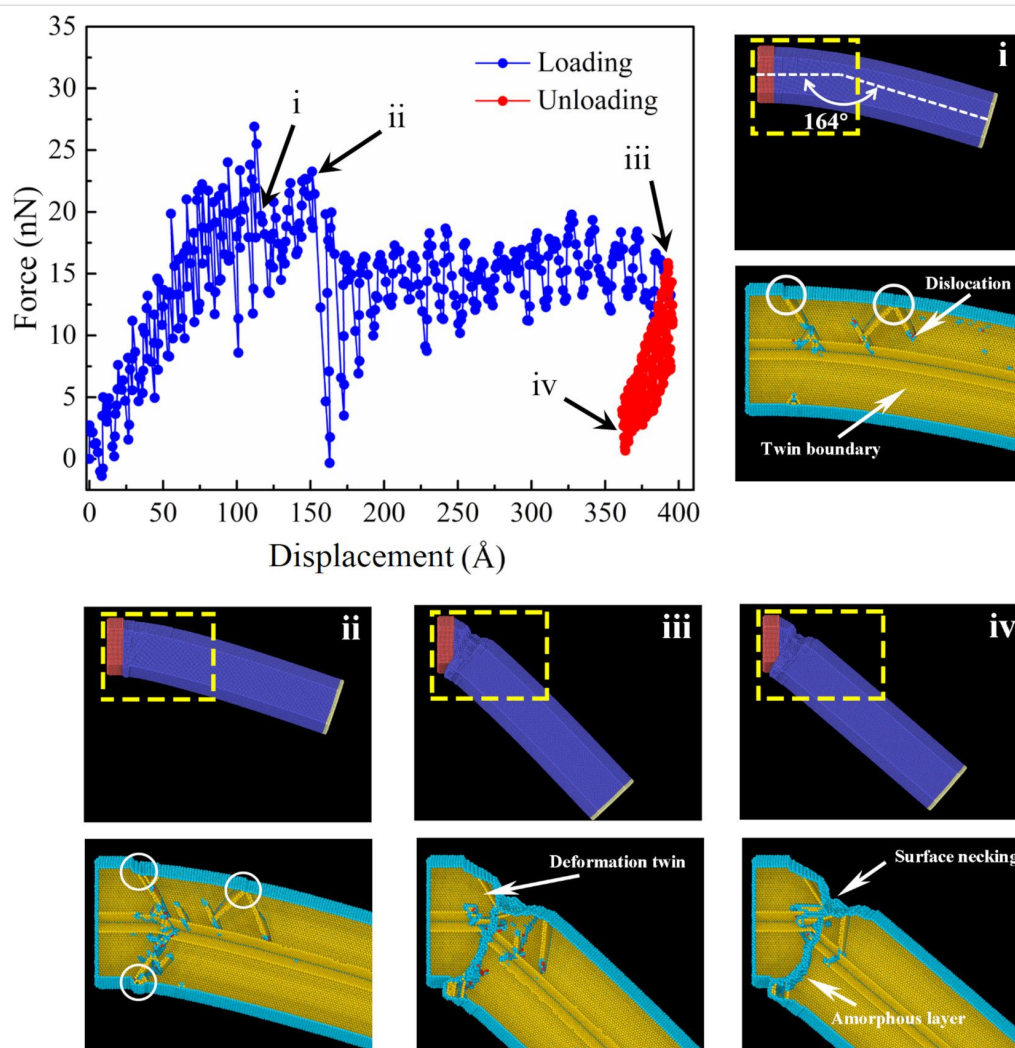 35
30
25
20
15
10
5
0
Force (nN)
Loading
Unloading
i
ii
iii
iv
0 50 100 150 200 250 300 350 400
Displacement (Å)
i
164°
Dislocation
Twin boundary
ii
iii
iv
Deformation twin
Surface necking
Amorphous layer